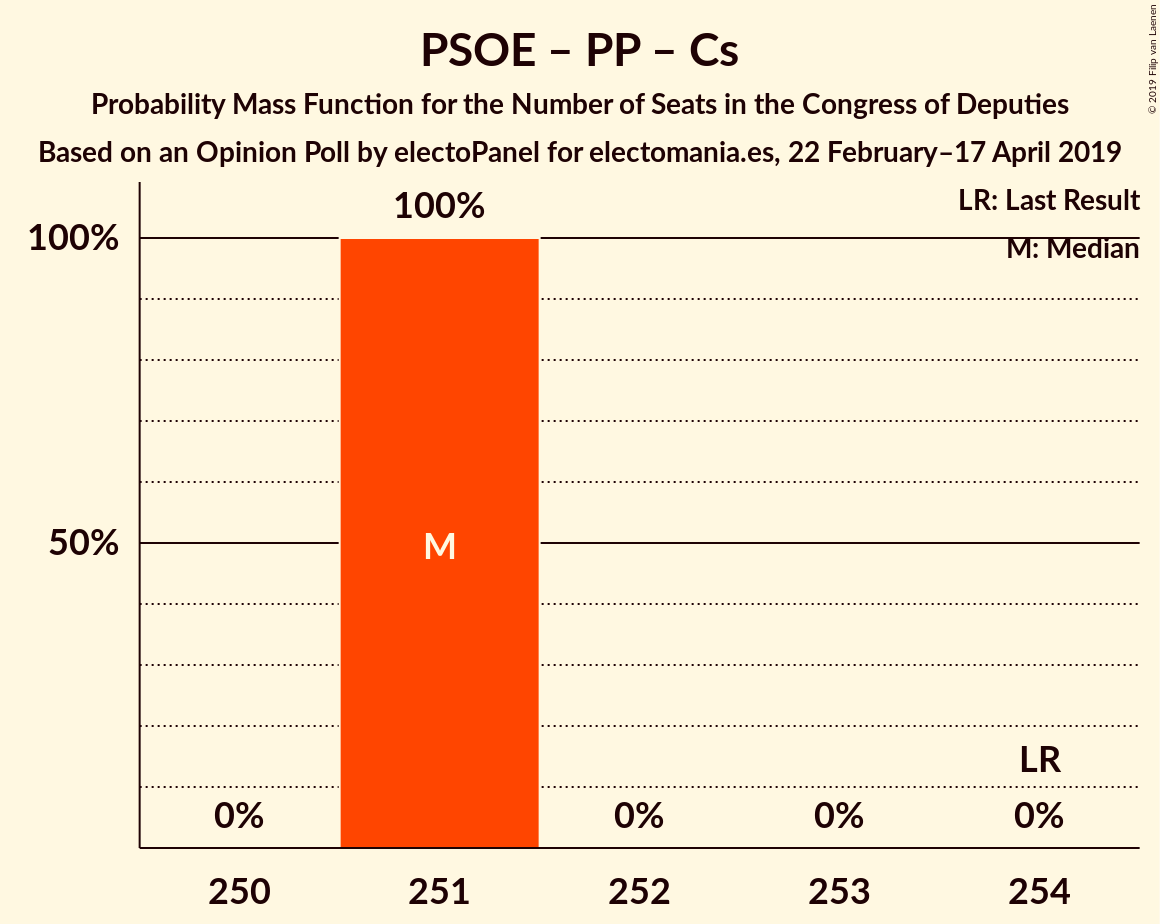 PSOE – PP – Cs
Probability Mass Function for the Number of Seats in the Congress of Deputies
Based on an Opinion Poll by electoPanel for electomania.es, 22 February–17 April 2019
© 2019 Filip van Laenen
LR: Last Result
M: Median
100%
100%
50%
M
LR
0%
0%
0%
0%
250
251
252
253
254